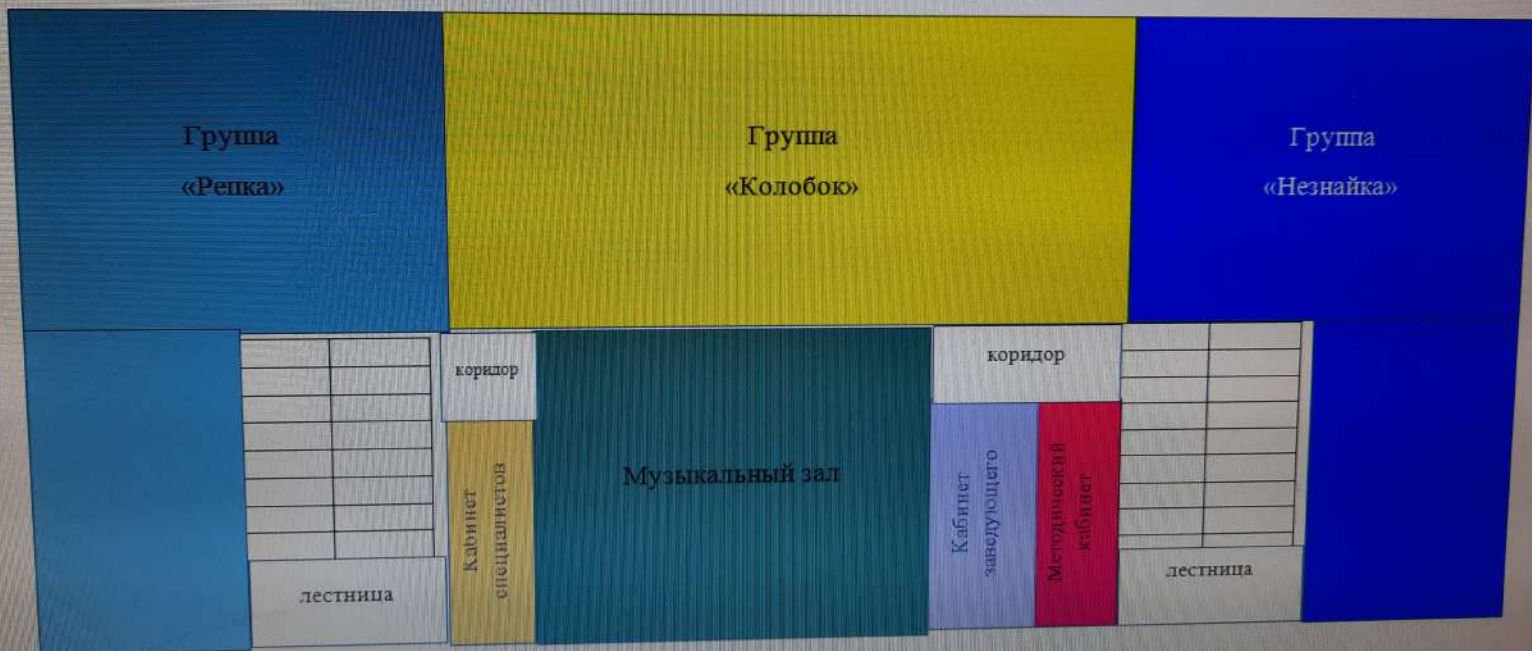 Группа
«Репка»
Группа
«Колобок»
Группа
«Незнайка»
коридор
коридор
Кабинет
специалистов
Музыкальный зал
Кабинет
заведующего
Методический
кабинет
лестница
лестница